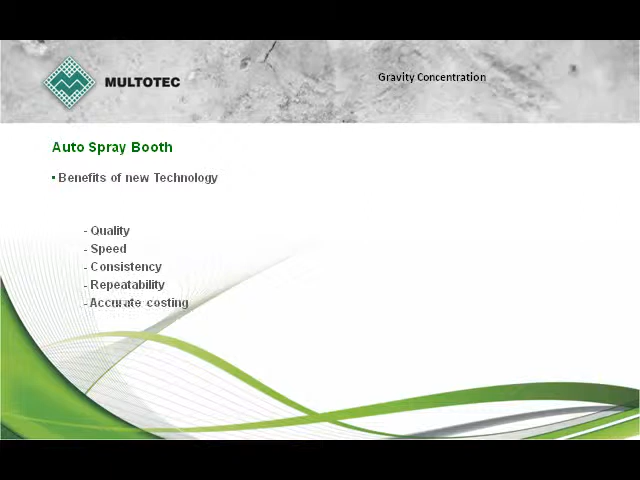 MULTOTEC
Gravity Concentration
Auto Spray Booth
▪ Benefits of new Technology
- Quality
- Speed
- Consistency
- Repeatability
- Accurate costing